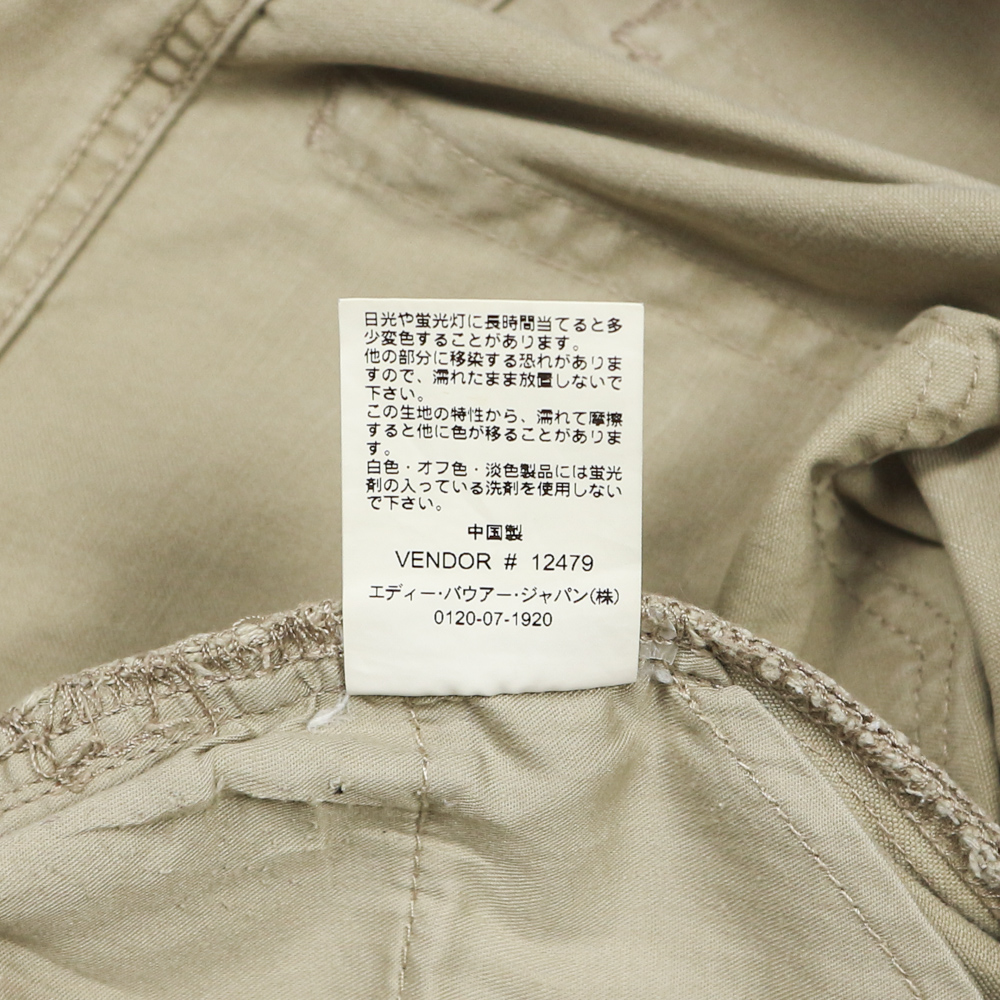 日光や蛍光灯に長時間当てると多
少変色することがあります。
他の部分に移染する恐れがありま
すので、濡れたまま放置しないで
下さい。
この生地の特性から、濡れて摩擦
すると他に色が移ることがありま
す。
白色・オフ色・淡色製品には蛍光
剤の入っている洗剤を使用しない
で下さい。
中国製
VENDOR # 12479
エディー・バウアー・ジャパン(株)
0120-07-1920